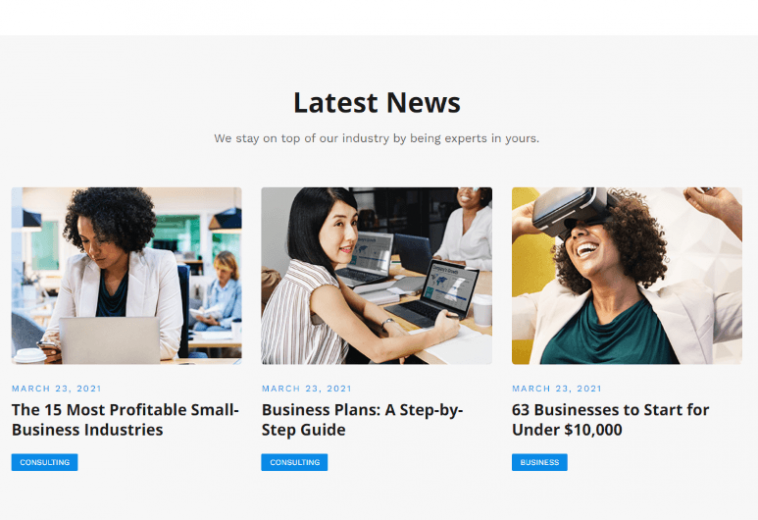 Latest News
We stay on top of our industry by being experts in yours.
MARCH 23, 2021
The 15 Most Profitable Small-
Business Industries
CONSULTING
MARCH 23, 2021
Business Plans: A Step-by-
Step Guide
CONSULTING
MARCH 23, 2021
63 Businesses to Start for
Under $10,000
BUSINESS